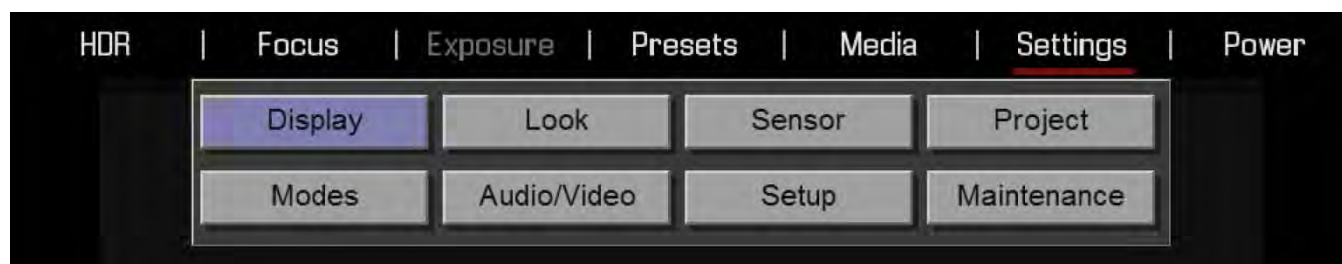 HDR | Focus | Exposure | Presets | Media | Settings | Power
Display Look Sensor Project
Modes Audio/Video Setup Maintenance